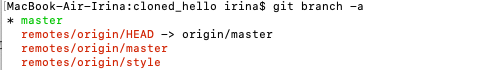 MacBook-Air-Irina:cloned_hello irina$ git branch -a
* master
remotes/origin/HEAD -> origin/master
remotes/origin/master
remotes/origin/style